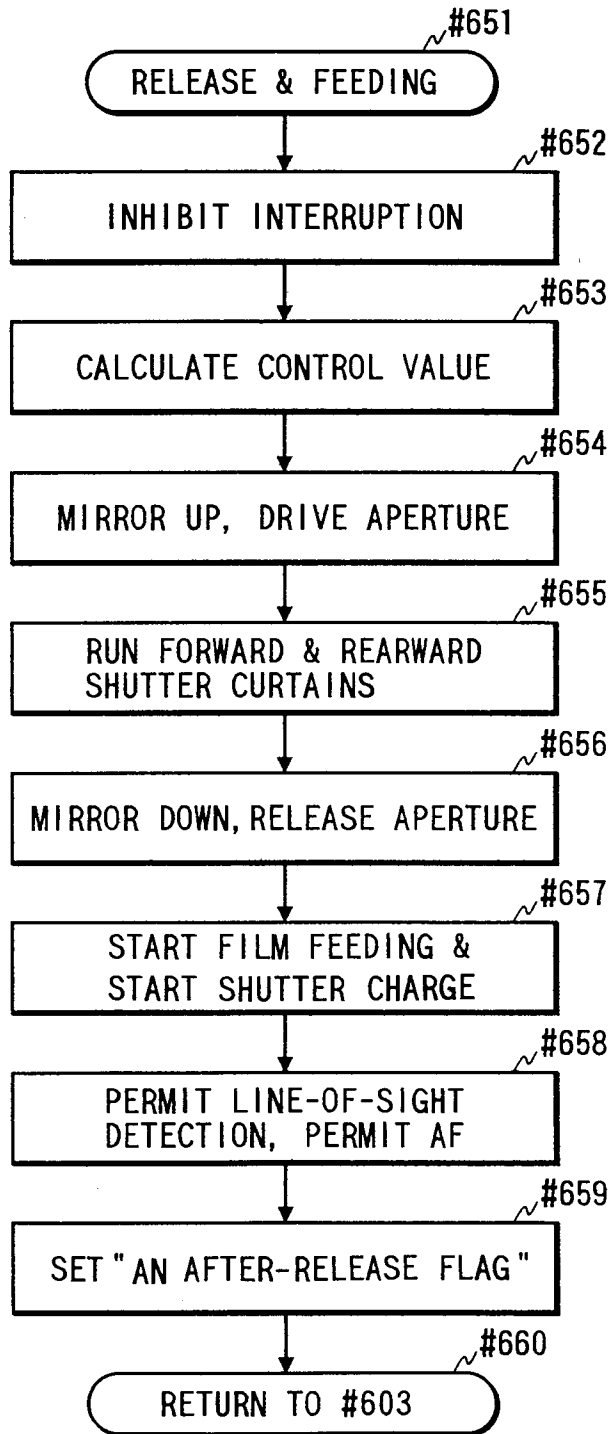 #651
RELEASE & FEEDING
#652
INHIBIT INTERRUPTION
#653
CALCULATE CONTROL VALUE
#654
MIRROR UP, DRIVE APERTURE
#655
RUN FORWARD & REARWARD
SHUTTER CURTAINS
#656
MIRROR DOWN, RELEASE APERTURE
#657
START FILM FEEDING &
START SHUTTER CHARGE
#658
PERMIT LINE-OF-SIGHT
DETECTION, PERMIT AF
#659
SET "AN AFTER-RELEASE FLAG"
#660
RETURN TO #603